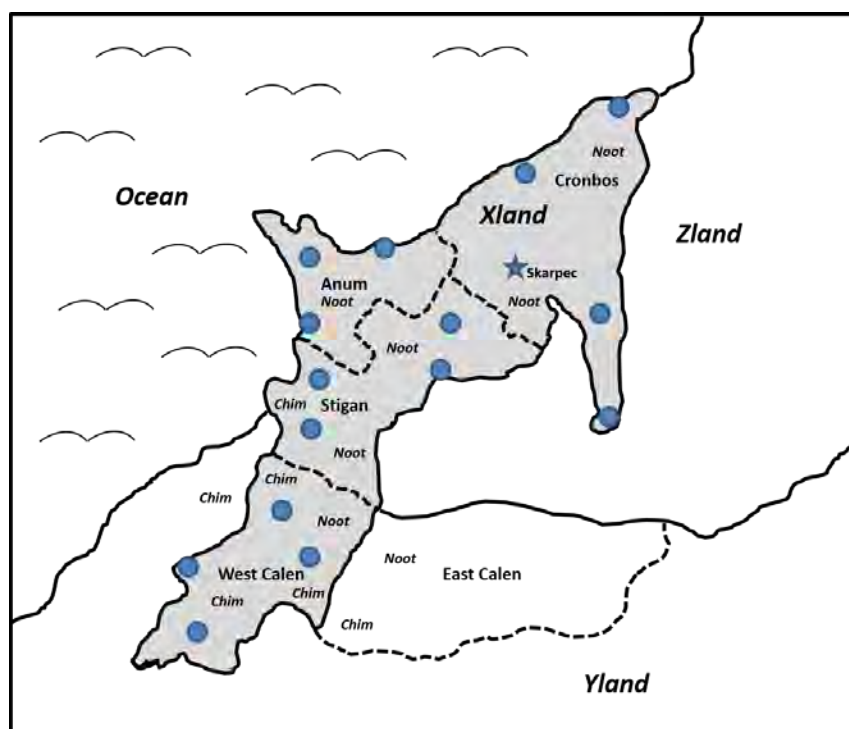 Noot
Cronbos
Ocean
Xland
Zland
Skarpec
Anum
Noot
Noot
Noot
Chim
Stigan
Noot
Chim
Chim
Noot
Noot
East Calen
West Calen
Chim
Chim
Chim
Yland